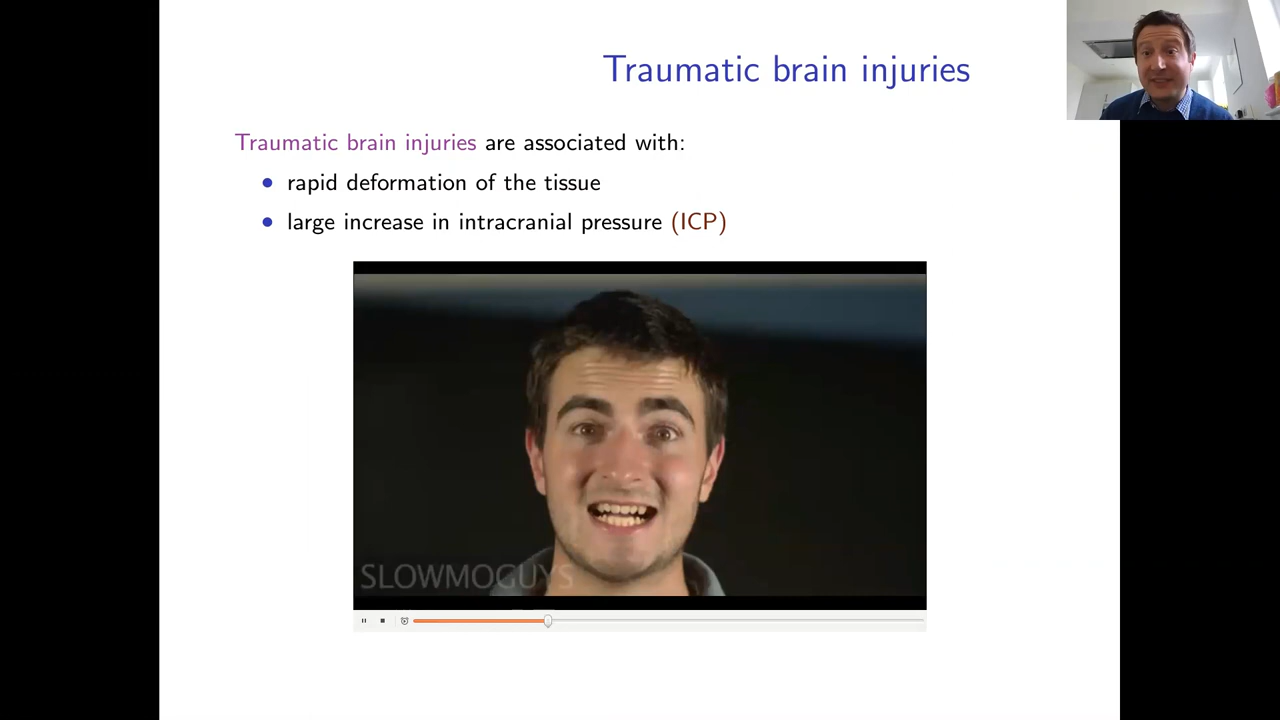 Traumatic brain injuries
Traumatic brain injuries are associated with:
• rapid deformation of the tissue
• large increase in intracranial pressure (ICP)
SLOWMOGUYS